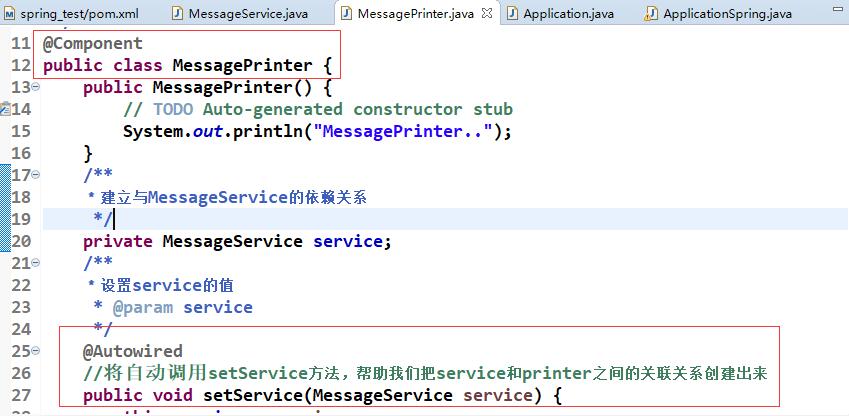 spring_test/pom.xml MessageService.java MessagePrinter.java Application.java ApplicationSpring.java
11 @Component
12 public class MessagePrinter {
13 public MessagePrinter() {
14 // TODO Auto-generated constructor stub
15 System.out.println("MessagePrinter..");
16 }
17 /**
18 * 建立与MessageService的依赖关系
19 */
20 private MessageService service;
21 /**
22 * 设置service的值
23 * @param service
24 */
25 @Autowired
26 //将自动调用setService方法，帮助我们把service和printer之间的关联关系创建出来
27 public void setService(MessageService service) {